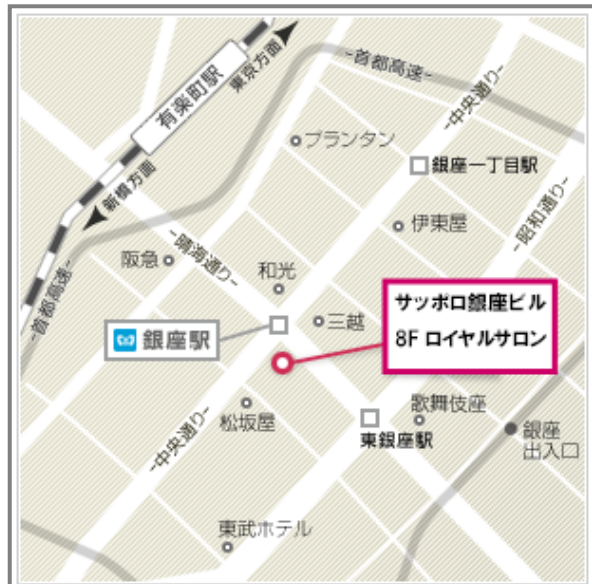 -首都高速-
-中央通り-
東京方面
有楽町駅
プランタン
銀座一丁目駅
新橋方面
-昭和通り-
伊東屋
-晴海通り-
阪急
和光
-首都高速-
三越
サッポロ銀座ビル
8F ロイヤルサロン
銀座駅
松坂屋
歌舞伎座
銀座
出入口
東銀座駅
-中央通り-
東武ホテル